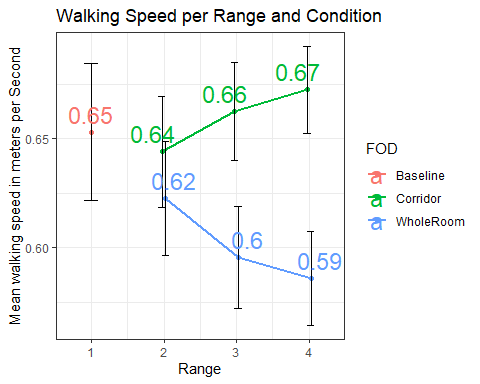 Walking Speed per Range and Condition
Mean walking speed in meters per Second
0.65
0.60
0.65
0.64
0.66
0.67
0.62
0.6
0.59
1 2 3 4
Range
FOD
a Baseline
a Corridor
a WholeRoom